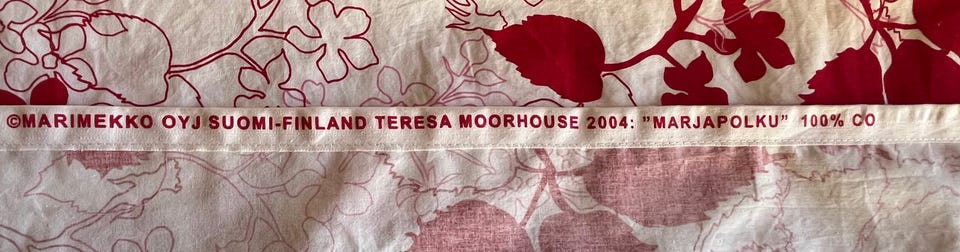 ©MARIMEKKO OYJ SUOMI-FINLAND TERESA MOORHOUSE 2004: "MARJAPOLKU" 100% CO